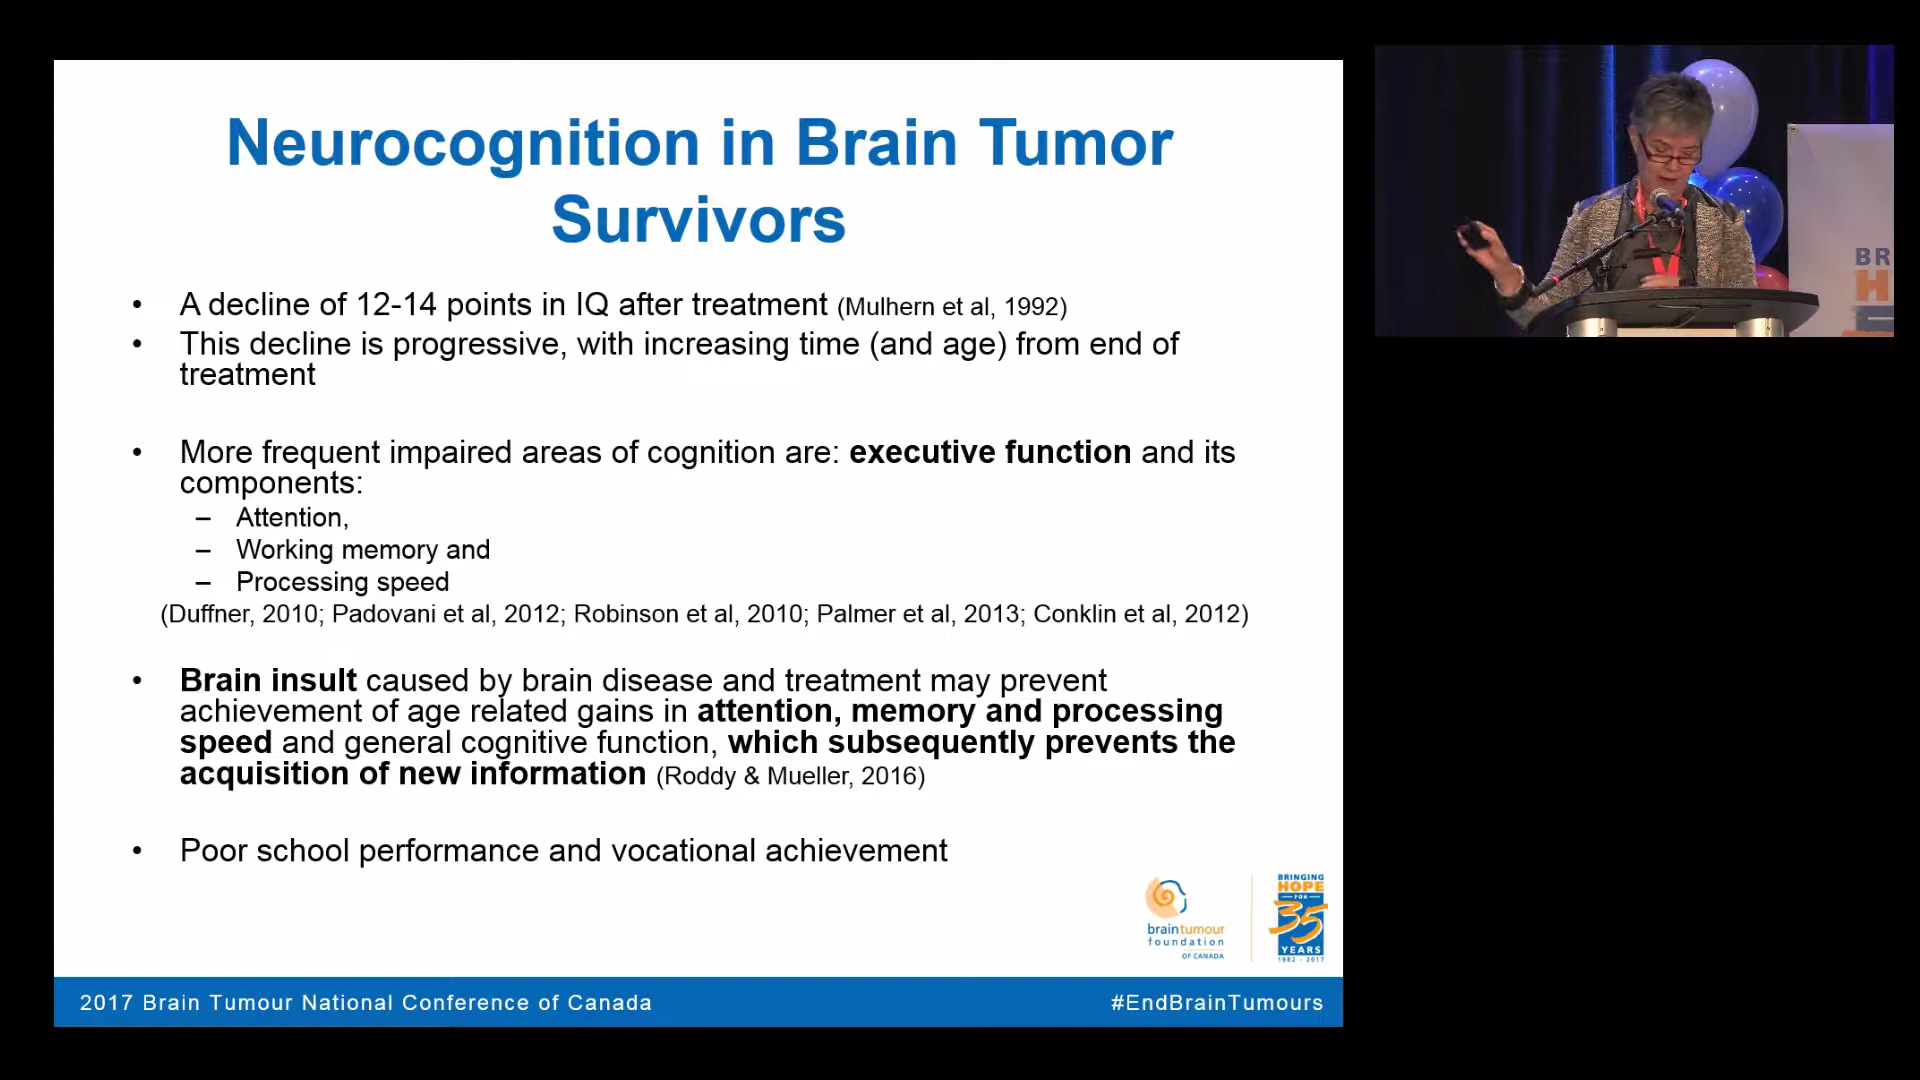 Neurocognition in Brain Tumor
Survivors
• A decline of 12-14 points in IQ after treatment (Mulhern et al, 1992)
• This decline is progressive, with increasing time (and age) from end of
treatment
• More frequent impaired areas of cognition are: executive function and its
components:
– Attention,
– Working memory and
– Processing speed
(Duffner, 2010; Padovani et al, 2012; Robinson et al, 2010; Palmer et al, 2013; Conklin et al, 2012)
• Brain insult caused by brain disease and treatment may prevent
achievement of age related gains in attention, memory and processing
speed and general cognitive function, which subsequently prevents the
acquisition of new information (Roddy & Mueller, 2016)
• Poor school performance and vocational achievement
braintumour
foundation
OF CANADA
BRINGING
HOPE
FOR
35
YEARS
1982 - 2017
2017 Brain Tumour National Conference of Canada
#EndBrainTumours
BR
H